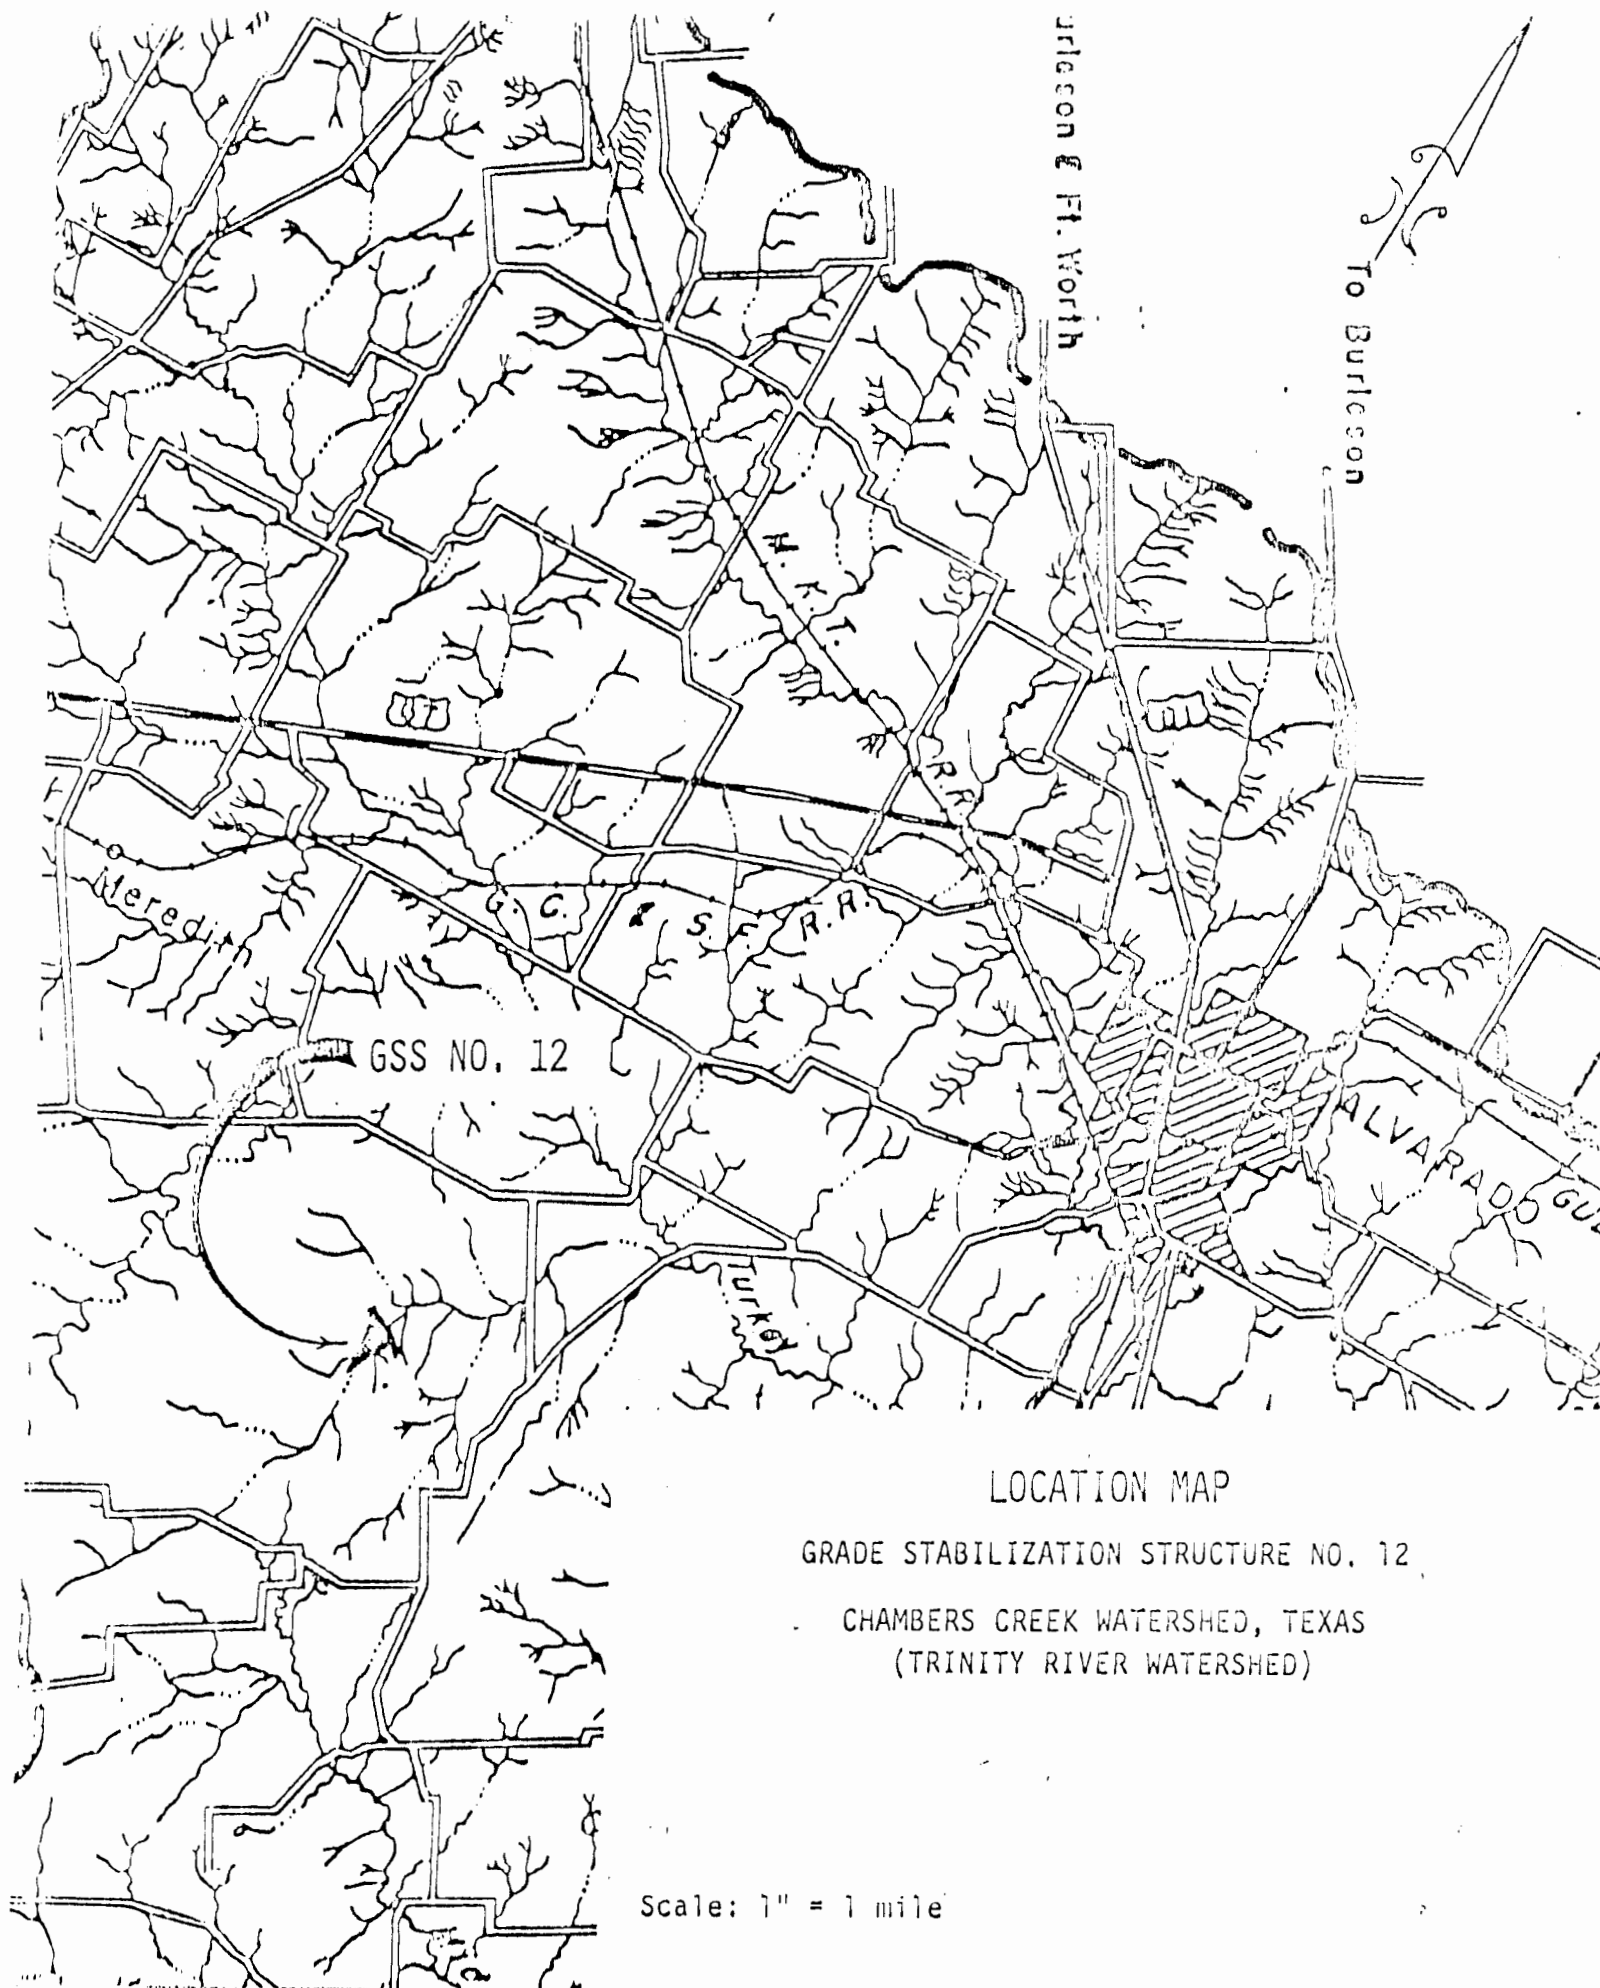 & Ft. Worth
To Burleson
M. K. T.
R.R.
Meredith
G. C. & S. F. R.R.
GSS NO. 12
ALVARADO
Turkey
LOCATION MAP
GRADE STABILIZATION STRUCTURE NO. 12
CHAMBERS CREEK WATERSHED, TEXAS
(TRINITY RIVER WATERSHED)
Scale: 1" = 1 mile